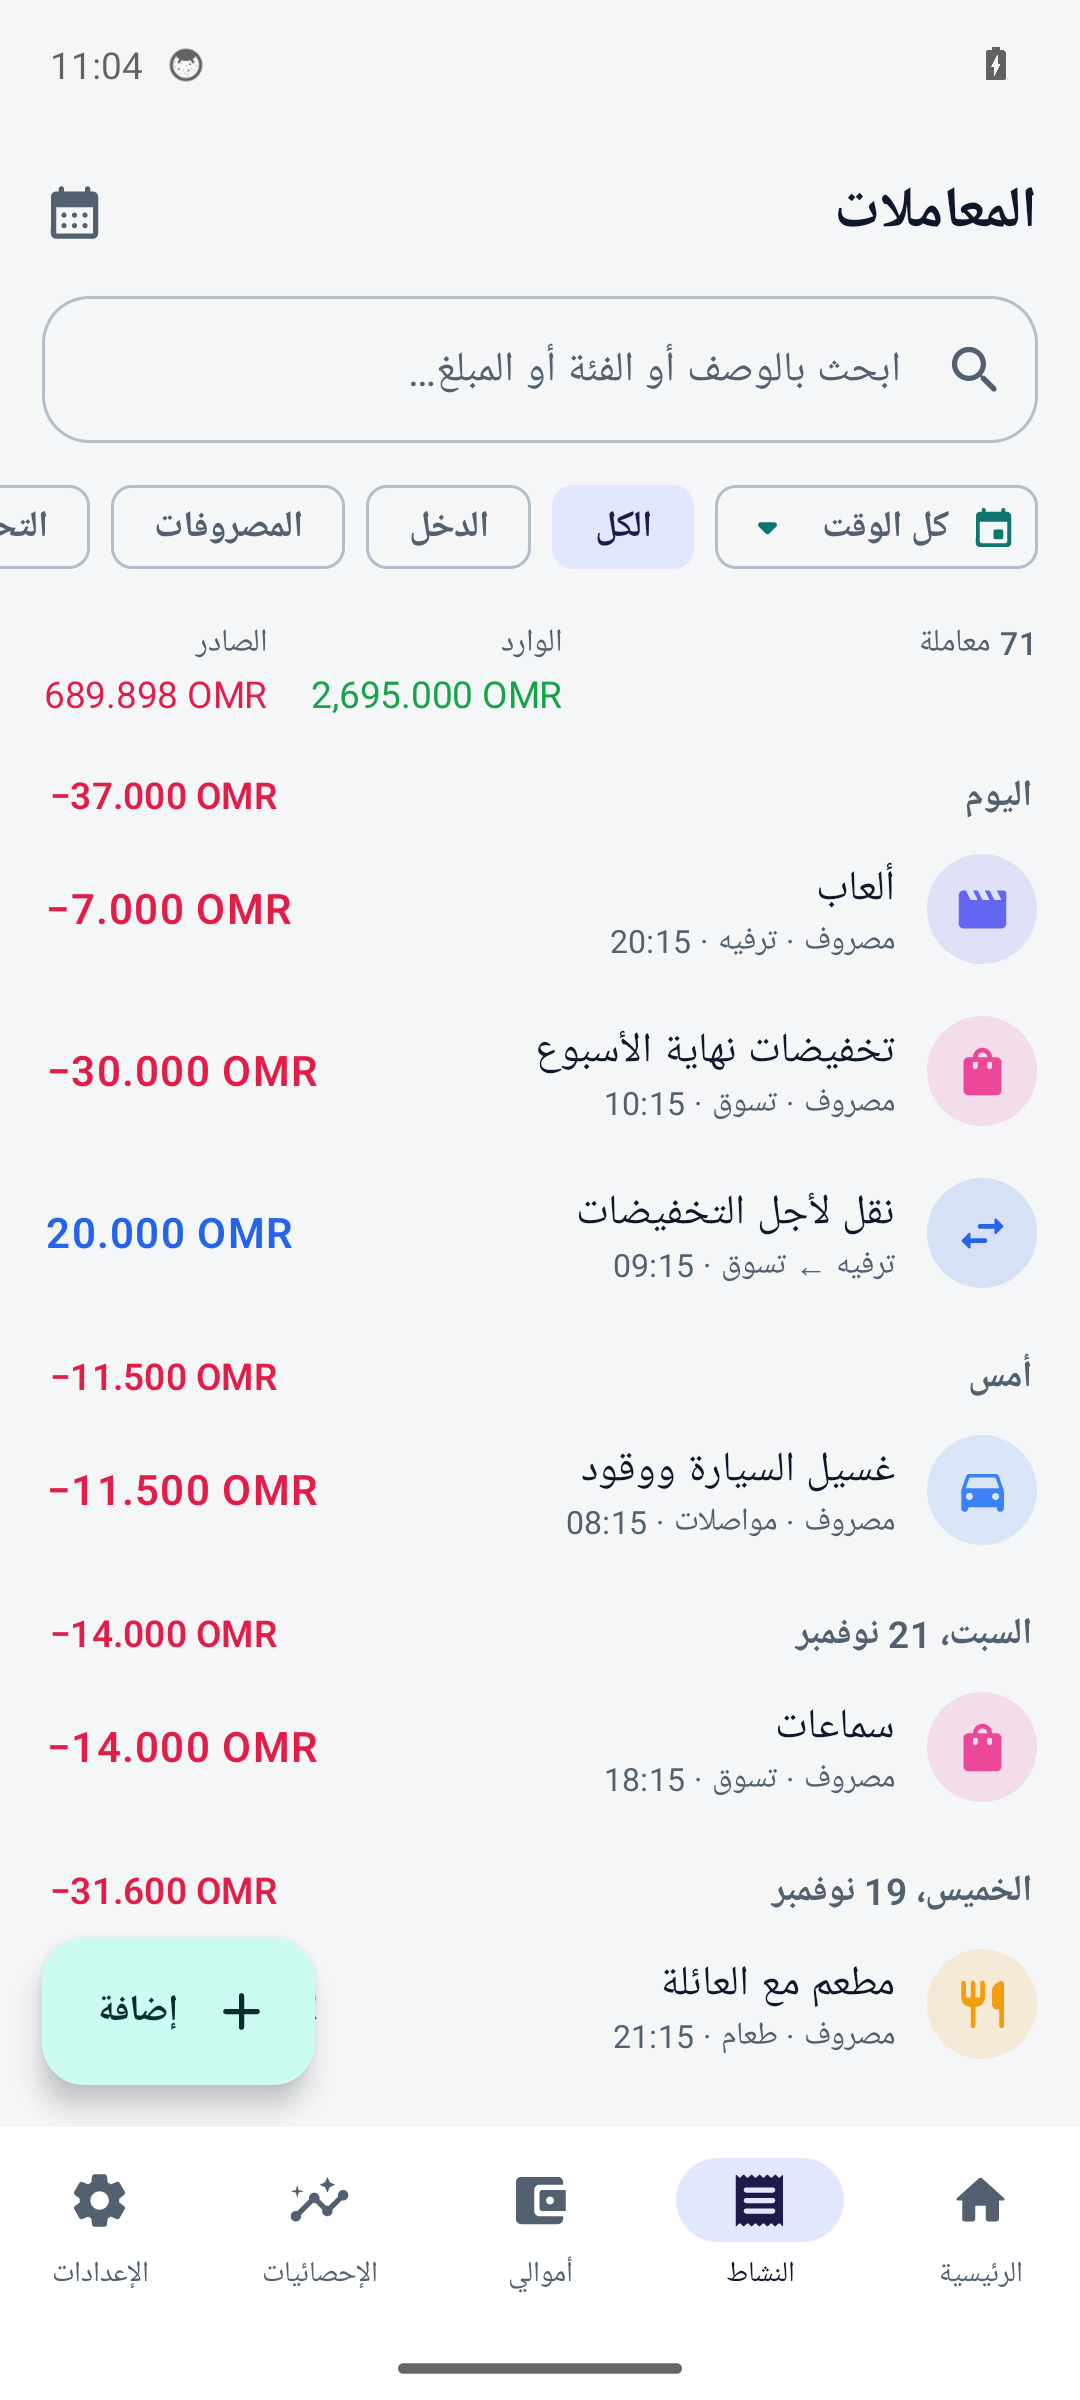 11:04
المعاملات
ابحث بالوصف أو الفئة أو المبلغ...
كل الوقت
الكل
الدخل
المصروفات
71 معاملة
الوارد
2,695.000 OMR
الصادر
689.898 OMR
اليوم
−37.000 OMR
ألعاب
مصروف · ترفيه · 20:15
−7.000 OMR
تخفيضات نهاية الأسبوع
مصروف · تسوق · 10:15
−30.000 OMR
نقل لأجل التخفيضات
ترفيه ← تسوق · 09:15
20.000 OMR
أمس
−11.500 OMR
غسيل السيارة ووقود
مصروف · مواصلات · 08:15
−11.500 OMR
السبت، 21 نوفمبر
−14.000 OMR
سماعات
مصروف · تسوق · 18:15
−14.000 OMR
الخميس، 19 نوفمبر
−31.600 OMR
مطعم مع العائلة
مصروف · طعام · 21:15
إضافة
الرئيسية
النشاط
أموالي
الإحصائيات
الإعدادات